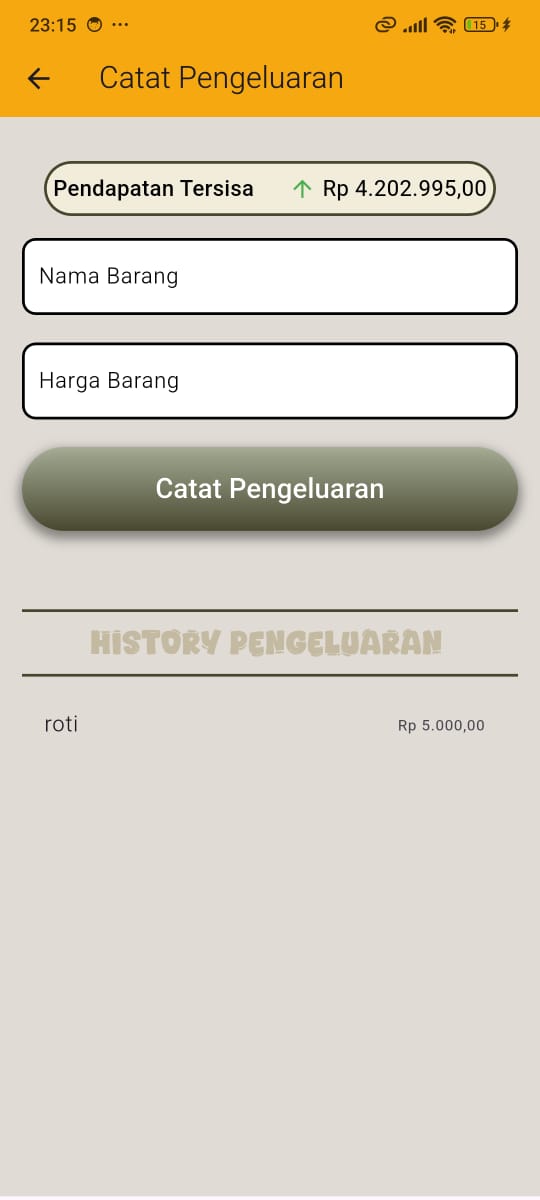 23:15 ...
15
Catat Pengeluaran
Pendapatan Tersisa Rp 4.202.995,00
Nama Barang
Harga Barang
Catat Pengeluaran
HISTORY PENGELUARAN
roti Rp 5.000,00